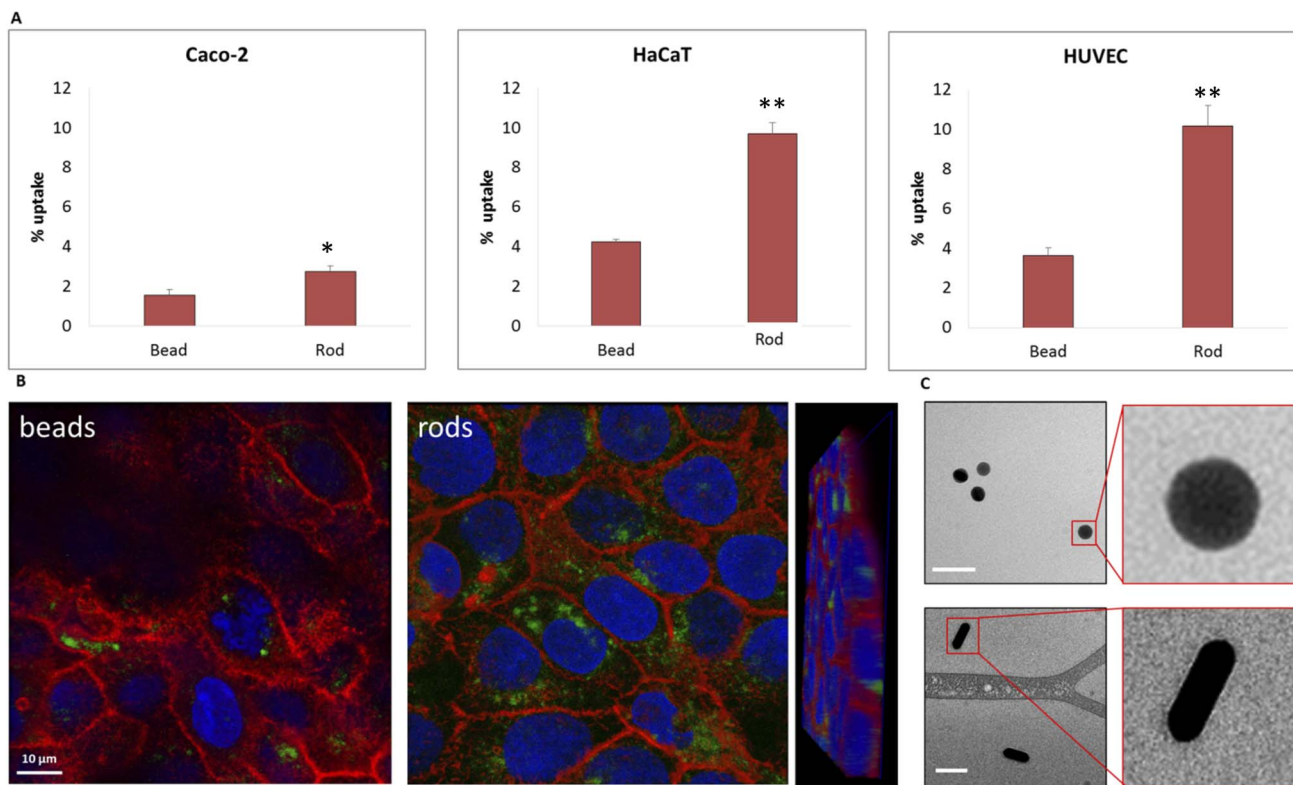 A
Caco-2
% uptake
12
10
8
6
4
2
0
*
Bead
Rod
HaCaT
% uptake
12
10
8
6
4
2
0
**
Bead
Rod
HUVEC
% uptake
12
10
8
6
4
2
0
**
Bead
Rod
B
beads
10 µm
rods
C